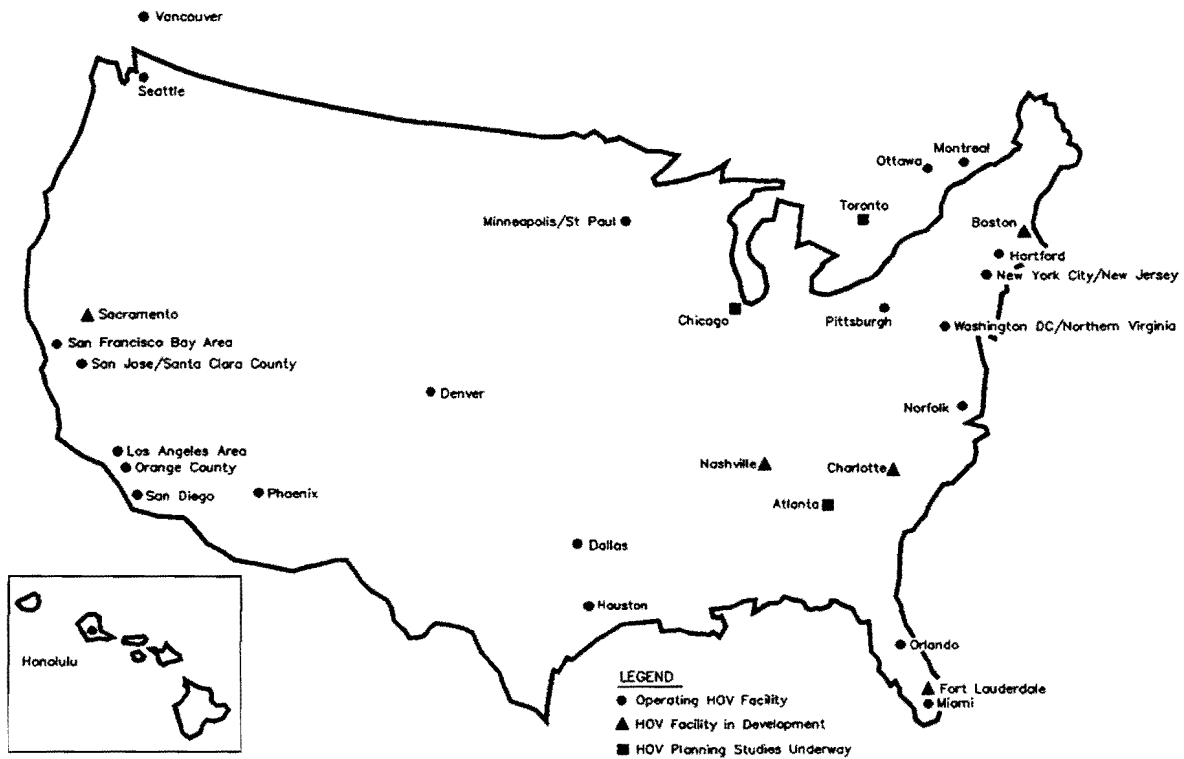 Vancouver
Seattle
Montreal
Ottawa
Toronto
Minneapolis/St Paul
Boston
Hartford
New York City/New Jersey
Sacramento
Chicago
Pittsburgh
Washington DC/Northern Virginia
San Francisco Bay Area
San Jose/Santa Clara County
Denver
Norfolk
Los Angeles Area
Orange County
Nashville
Charlotte
San Diego
Phoenix
Atlanta
Dallas
Houston
Orlando
Honolulu
LEGEND
Fort Lauderdale
Operating HOV Facility
Miami
HOV Facility in Development
HOV Planning Studies Underway